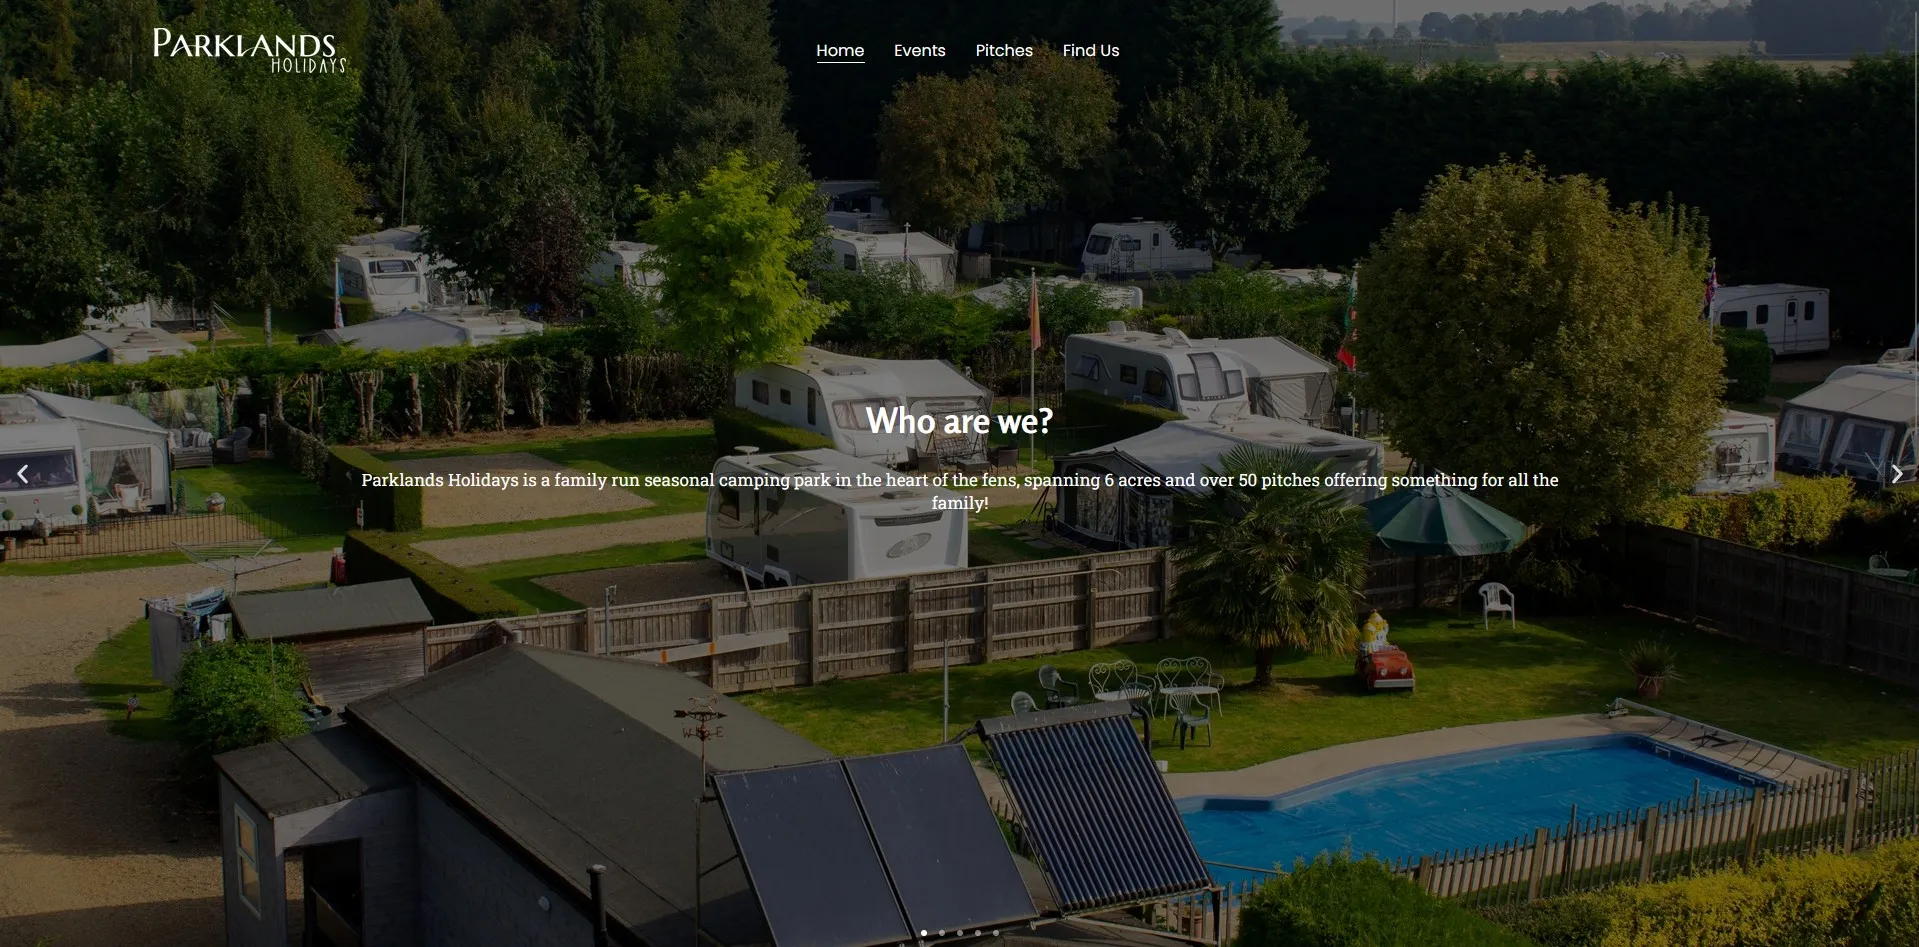 PARKLANDS
HOLIDAYS
Home Events Pitches Find Us
Who are we?
Parklands Holidays is a family run seasonal camping park in the heart of the fens, spanning 6 acres and over 50 pitches offering something for all the
family!
W E